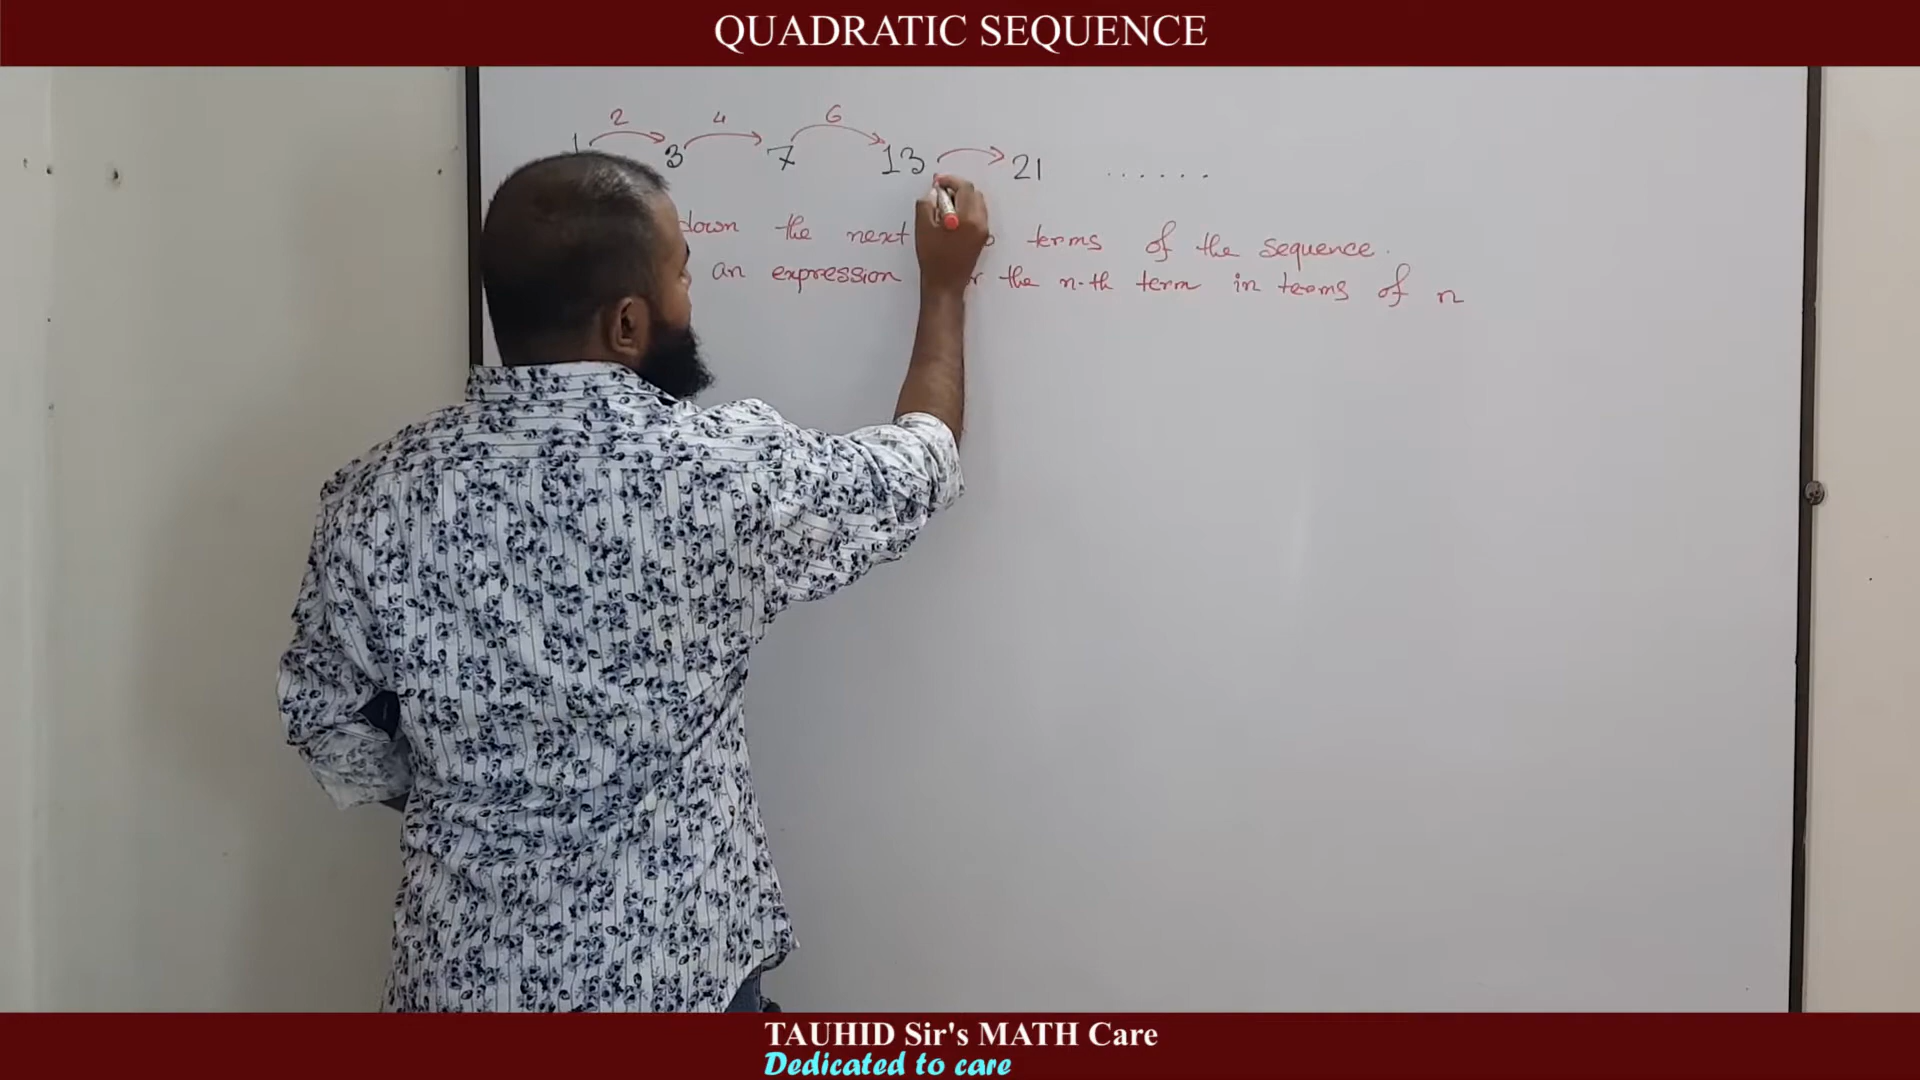 QUADRATIC SEQUENCE
2 4 6
1 3 7 13 21 ......
down the next terms of the sequence.
an expression the n-th term in terms of n
TAUHID Sir's MATH Care
Dedicated to care